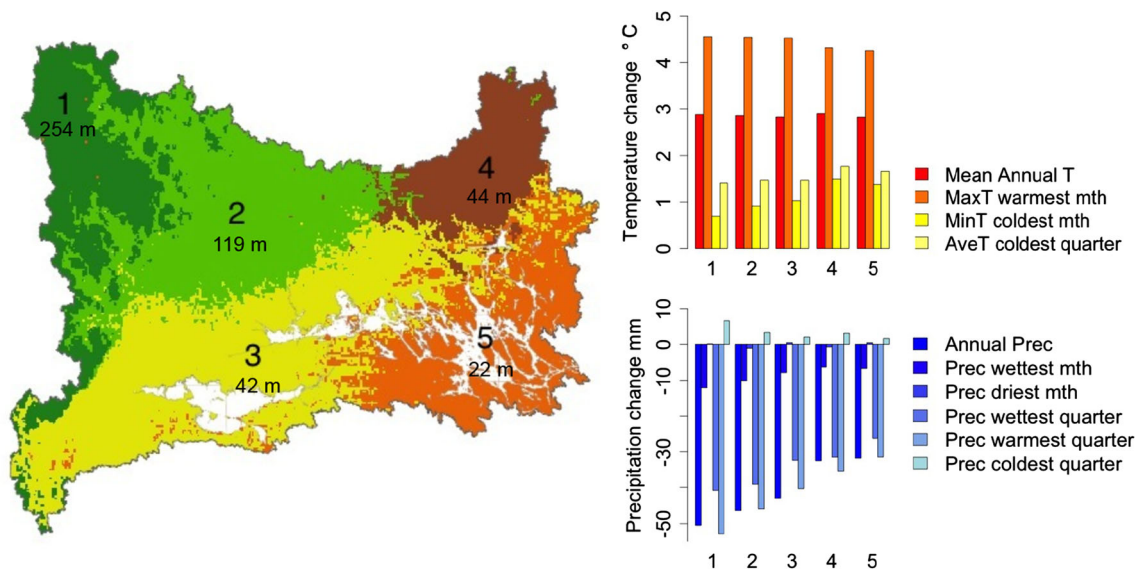 1
254 m
2
119 m
3
42 m
4
44 m
5
22 m
Temperature change ° C
5
4
3
2
1
0
1 2 3 4 5
Mean Annual T
MaxT warmest mth
MinT coldest mth
AveT coldest quarter
Precipitation change mm
10
0
-10
-30
-50
1 2 3 4 5
Annual Prec
Prec wettest mth
Prec driest mth
Prec wettest quarter
Prec warmest quarter
Prec coldest quarter